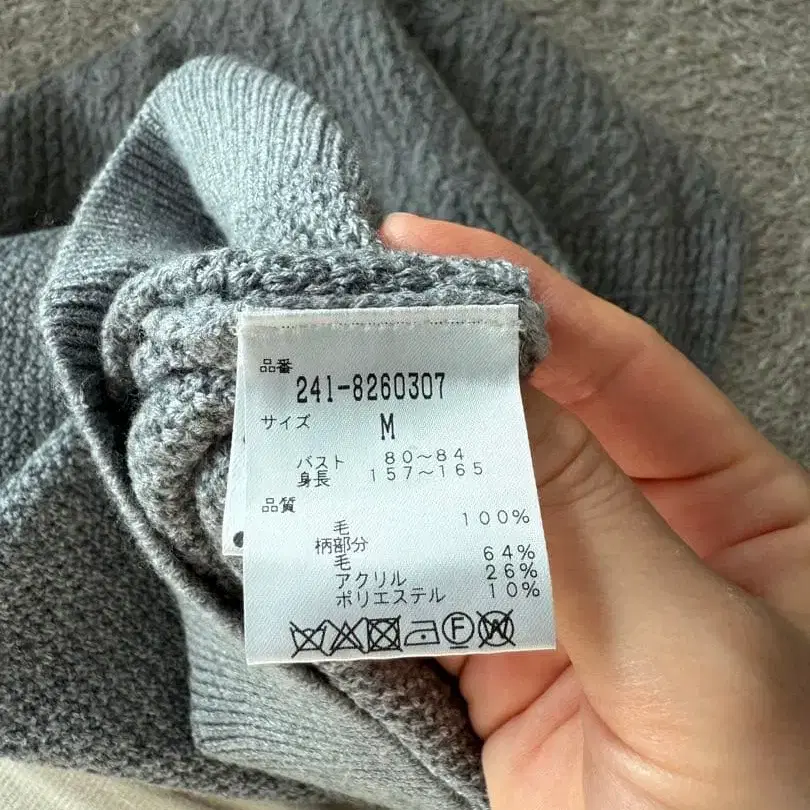 品番
241-8260307
サイズ
M
バスト 80〜84
身長 157〜165
品質
毛 100%
柄部分
毛 64%
アクリル 26%
ポリエステル 10%
F W